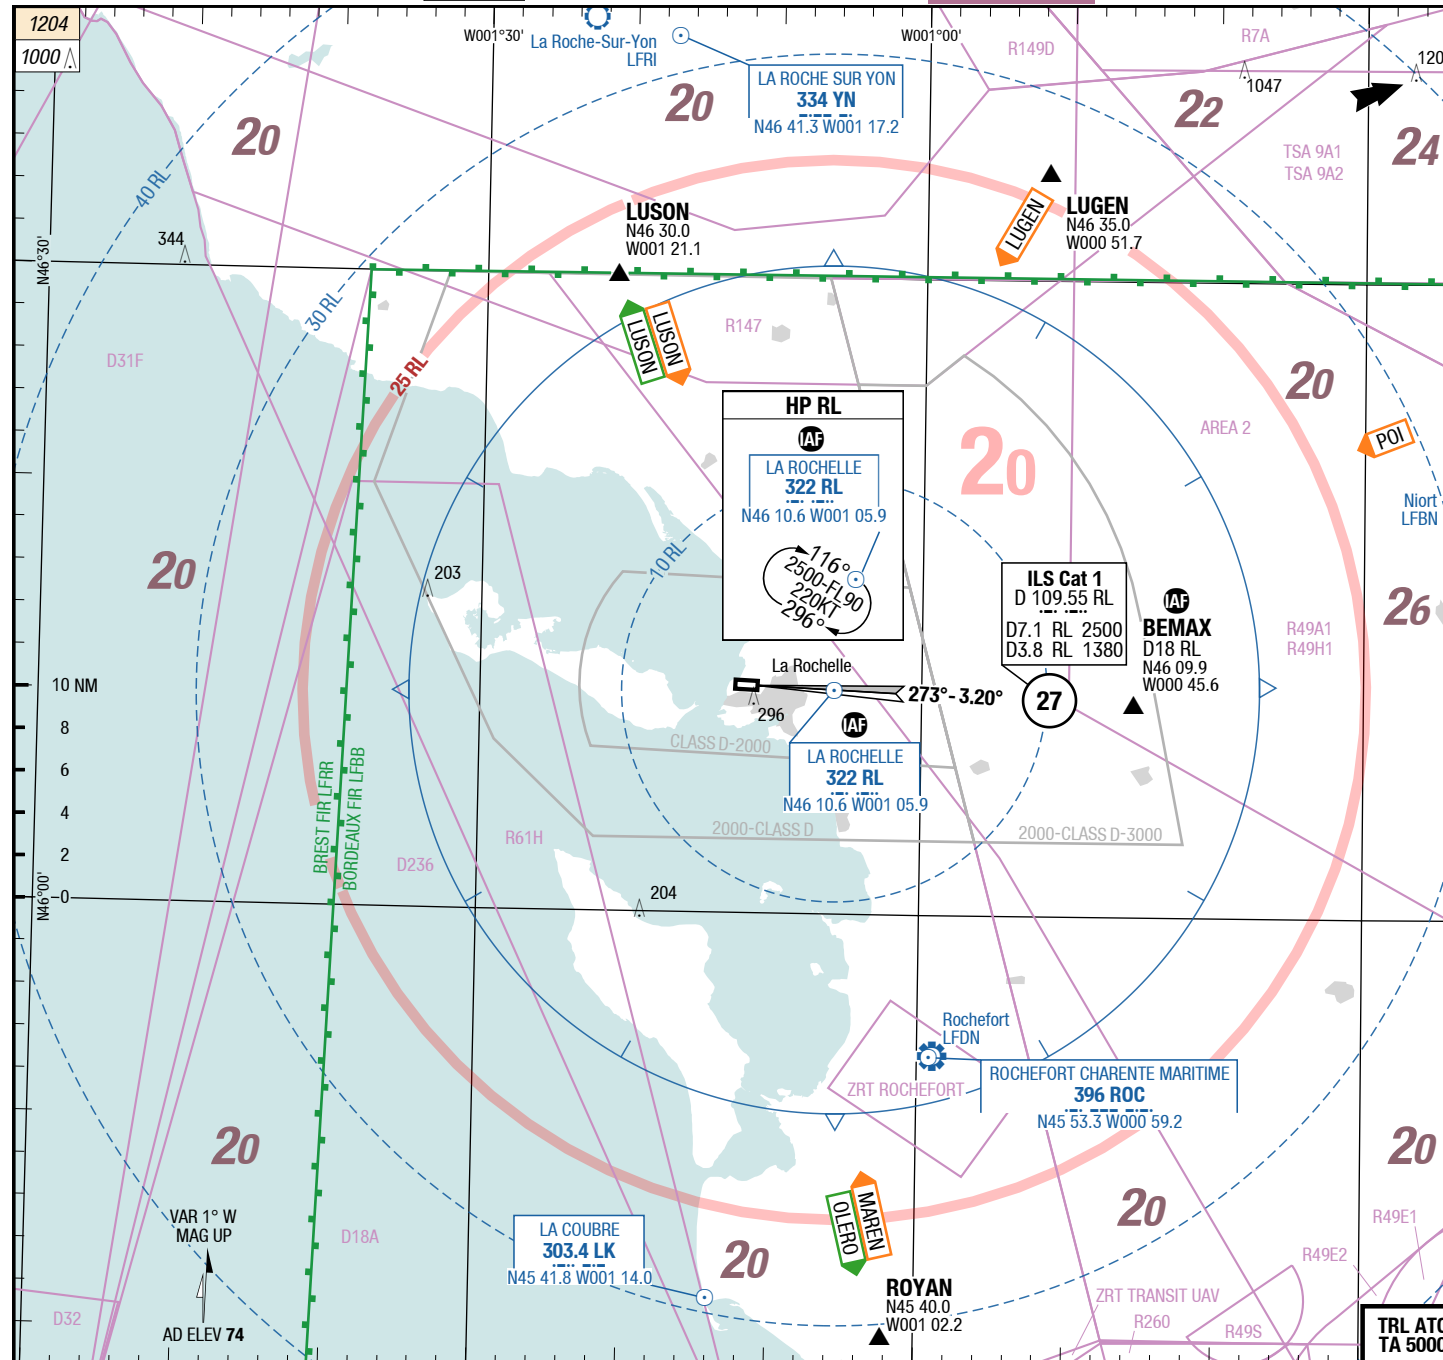 1204
1000
W001°30'
W001°00'
La Roche-Sur-Yon
LFRI
LA ROCHE SUR YON
334 YN
N46 41.3 W001 17.2
R149D
R7A
1047
120
20
20
22
24
TSA 9A1
TSA 9A2
40 RL
344
N46°30'
LUSON
N46 30.0
W001 21.1
LUGEN
LUGEN
N46 35.0
W000 51.7
30 RL
LUSON
LUSON
R147
D31F
25 RL
20
AREA 2
POI
HP RL
IAF
LA ROCHELLE
322 RL
N46 10.6 W001 05.9
116°
2500-FL90
220KT
296°
20
Niort
LFBN
10 RL
20
203
ILS Cat 1
D 109.55 RL
D7.1 RL 2500
D3.8 RL 1380
IAF
BEMAX
D18 RL
N46 09.9
W000 45.6
26
R49A1
R49H1
La Rochelle
10 NM
8
6
4
2
0
296
273°-3.20°
27
IAF
LA ROCHELLE
322 RL
N46 10.6 W001 05.9
CLASS D-2000
2000-CLASS D
2000-CLASS D-3000
BREST FIR LFRR
BORDEAUX FIR LFBB
R61H
D236
N46°00'
204
Rochefort
LFDN
ROCHEFORT CHARENTE MARITIME
396 ROC
N45 53.3 W000 59.2
ZRT ROCHEFORT
20
20
20
20
VAR 1° W
MAG UP
D18A
LA COUBRE
303.4 LK
N45 41.8 W001 14.0
OLERO
MAREN
ROYAN
N45 40.0
W001 02.2
R49E1
R49E2
ZRT TRANSIT UAV
R260
R49S
D32
AD ELEV 74
TRL ATC
TA 5000